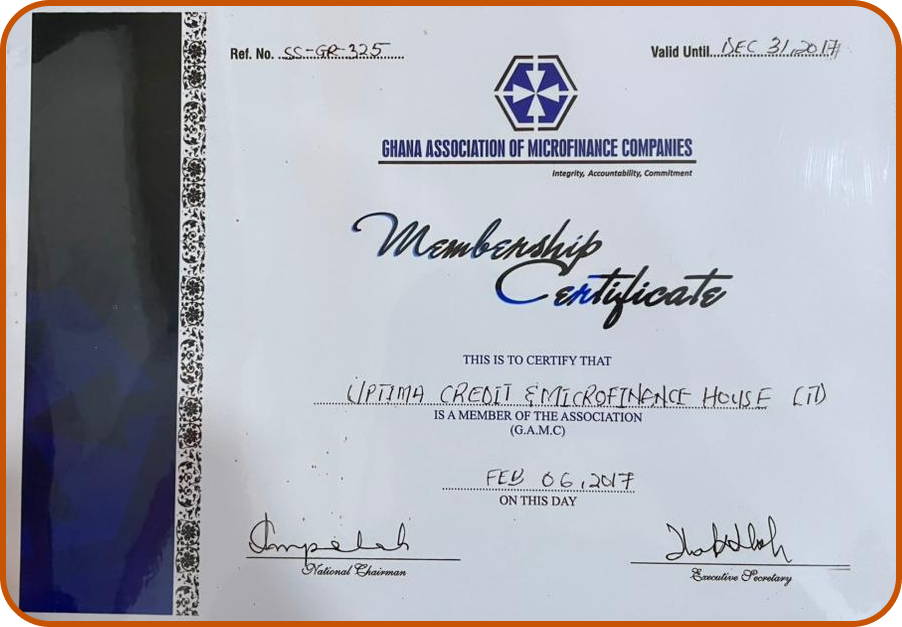 Ref. No. SS-GR-325
Valid Until. DEC 31, 2017
GHANA ASSOCIATION OF MICROFINANCE COMPANIES
Integrity, Accountability, Commitment
Membership
Certificate
THIS IS TO CERTIFY THAT
UPTIMA CREDIT & MICROFINANCE HOUSE LTD
IS A MEMBER OF THE ASSOCIATION
(G.A.M.C)
FEB 06, 2017
ON THIS DAY
National Chairman
Executive Secretary